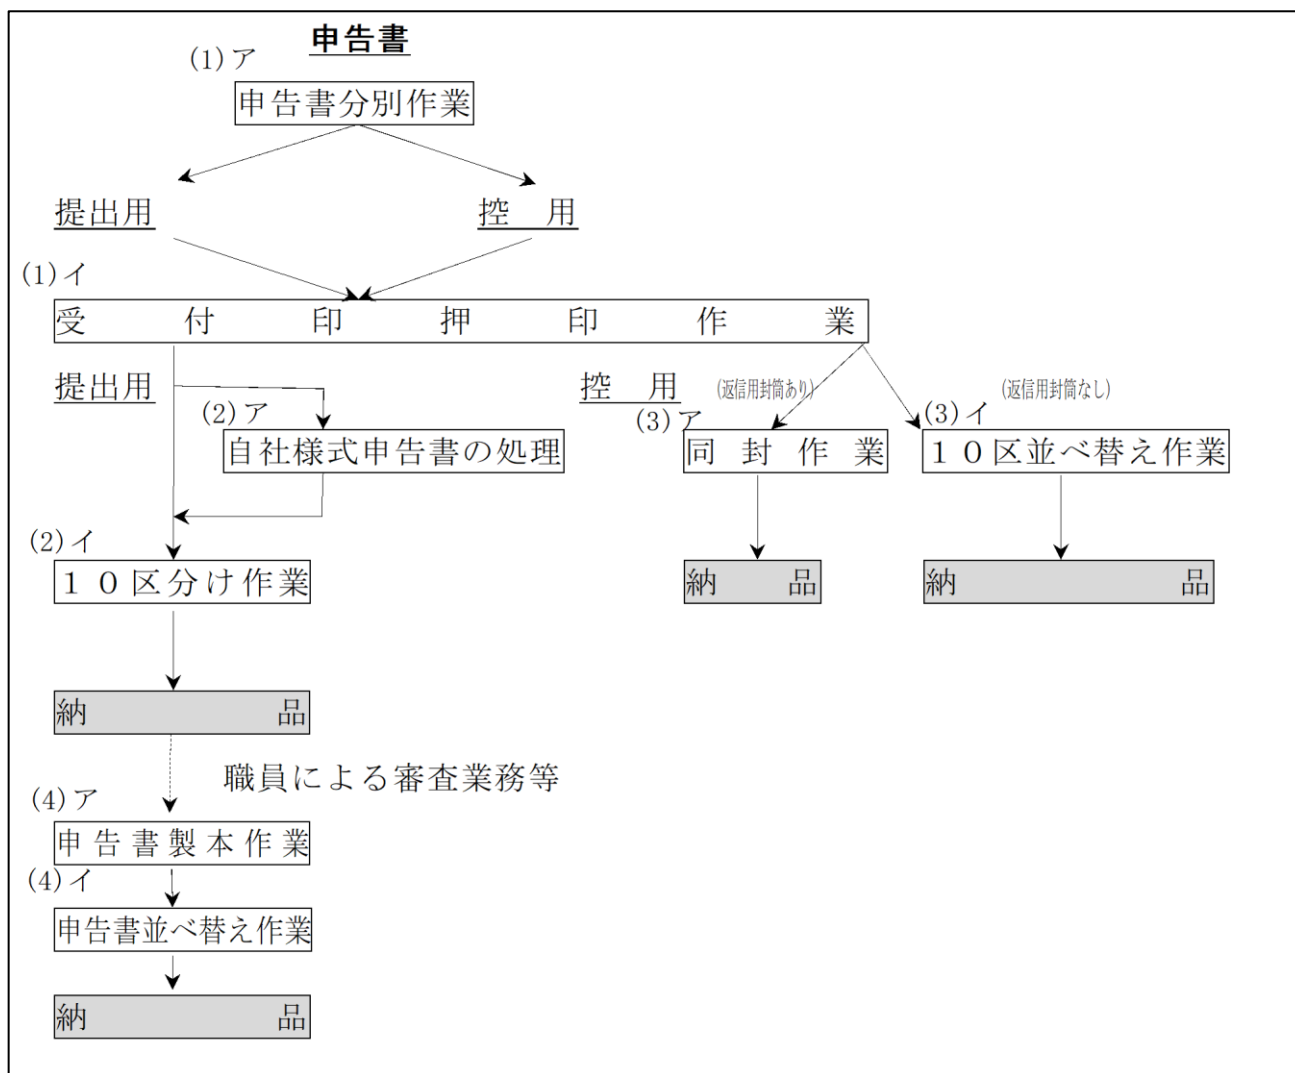 申告書
(1)ア
申告書分別作業
提出用
控　用
(1)イ
受付印押印作業
提出用
控　用
(返信用封筒あり)
(返信用封筒なし)
(2)ア
(3)ア
(3)イ
自社様式申告書の処理
同封作業
１０区並べ替え作業
(2)イ
１０区分け作業
納品
納品
納品
職員による審査業務等
(4)ア
申告書製本作業
(4)イ
申告書並べ替え作業
納品